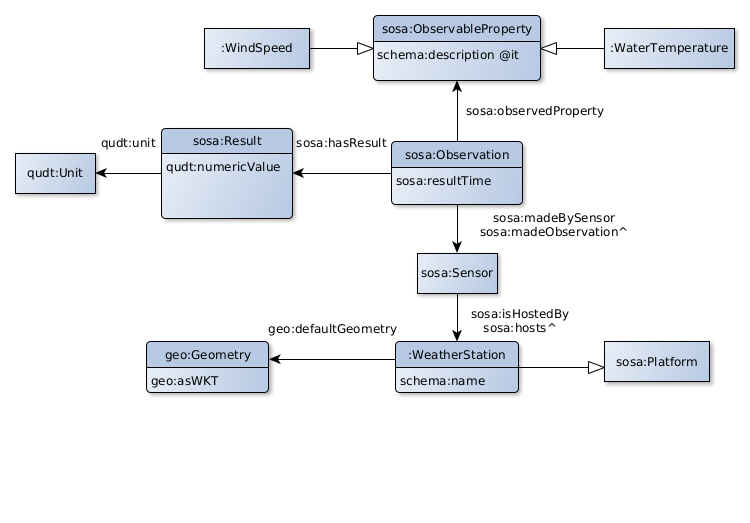 sosa:ObservableProperty
:WindSpeed
schema:description @it
:WaterTemperature
sosa:observedProperty
qudt:unit
sosa:Result
sosa:hasResult
sosa:Observation
qudt:Unit
qudt:numericValue
sosa:resultTime
sosa:madeBySensor
sosa:madeObservation^
sosa:Sensor
sosa:isHostedBy
sosa:hosts^
geo:defaultGeometry
geo:Geometry
:WeatherStation
sosa:Platform
geo:asWKT
schema:name